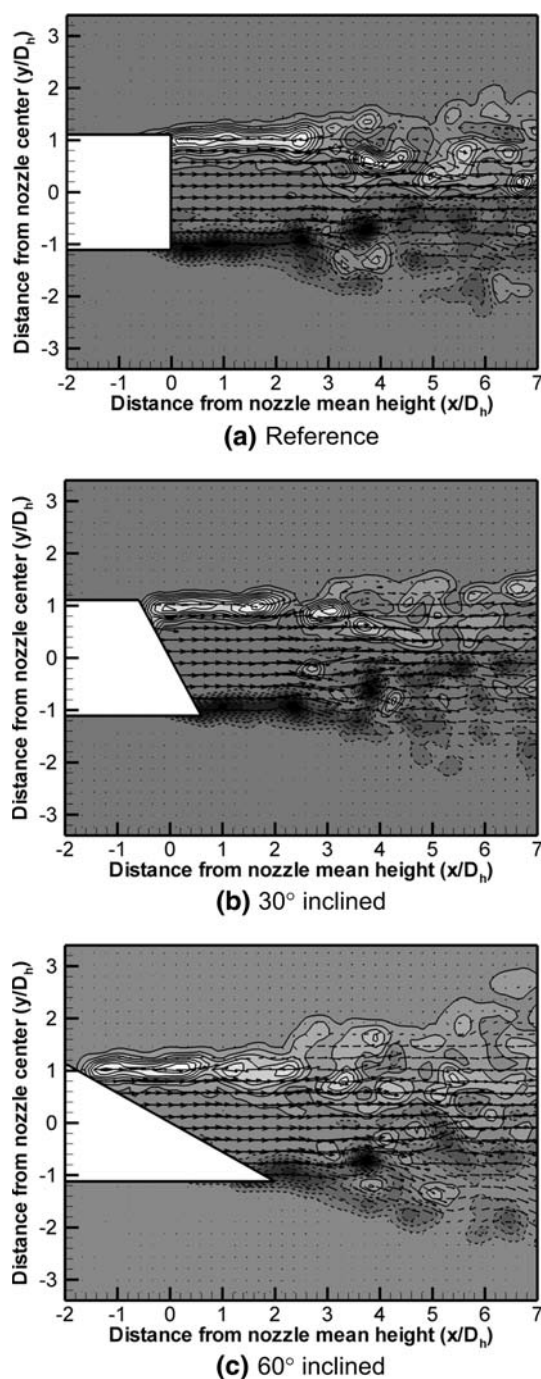 Distance from nozzle center (y/D_h)
3
2
1
0
-1
-2
-3
-2 -1 0 1 2 3 4 5 6 7
Distance from nozzle mean height (x/D_h)
(a) Reference
Distance from nozzle center (y/D_h)
3
2
1
0
-1
-2
-3
-2 -1 0 1 2 3 4 5 6 7
Distance from nozzle mean height (x/D_h)
(b) 30° inclined
Distance from nozzle center (y/D_h)
3
2
1
0
-1
-2
-3
-2 -1 0 1 2 3 4 5 6 7
Distance from nozzle mean height (x/D_h)
(c) 60° inclined